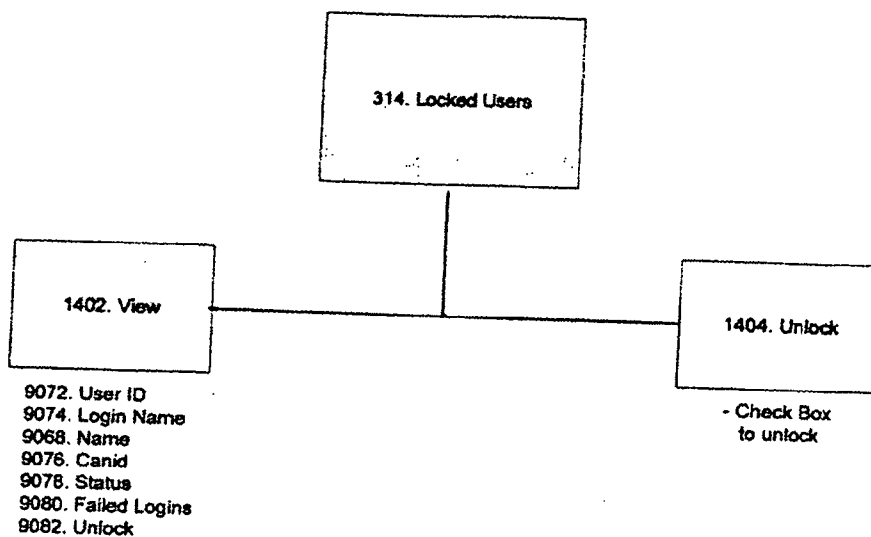 314. Locked Users
1402. View
1404. Unlock
9072. User ID
9074. Login Name
9068. Name
9076. Canid
9078. Status
9080. Failed Logins
9082. Unlock
- Check Box
to unlock